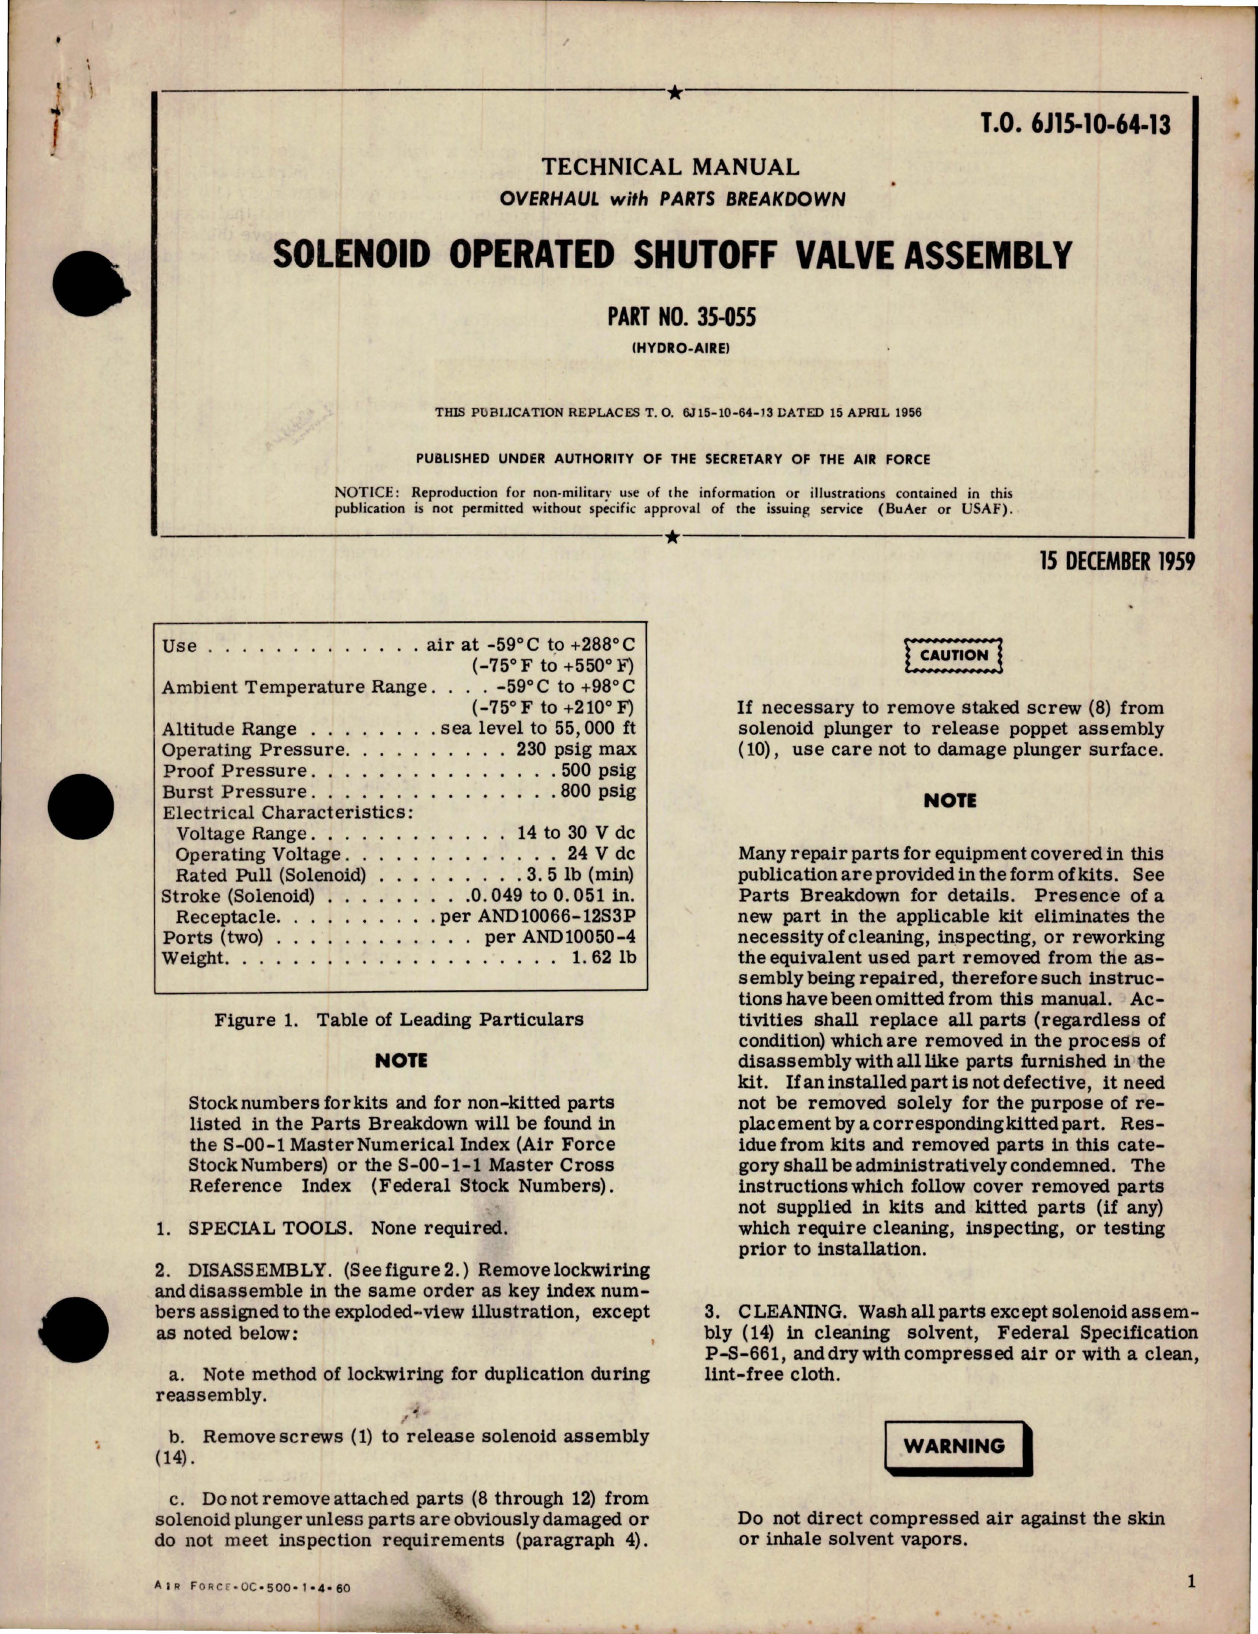 T.O. 6J15-10-64-13
TECHNICAL MANUAL
OVERHAUL with PARTS BREAKDOWN
SOLENOID OPERATED SHUTOFF VALVE ASSEMBLY
PART NO. 35-055
(HYDRO-AIRE)
THIS PUBLICATION REPLACES T. O. 6J15-10-64-13 DATED 15 APRIL 1956
PUBLISHED UNDER AUTHORITY OF THE SECRETARY OF THE AIR FORCE
NOTICE: Reproduction for non-military use of the information or illustrations contained in this
publication is not permitted without specific approval of the issuing service (BuAer or USAF).
15 DECEMBER 1959
Use . . . . . . . . . . . . . air at -59°C to +288°C
(-75°F to +550°F)
Ambient Temperature Range. . . . -59°C to +98°C
(-75°F to +210°F)
Altitude Range . . . . . . . . sea level to 55,000 ft
Operating Pressure. . . . . . . . . . 230 psig max
Proof Pressure. . . . . . . . . . . . . . . 500 psig
Burst Pressure. . . . . . . . . . . . . . . 800 psig
Electrical Characteristics:
Voltage Range. . . . . . . . . . . . 14 to 30 V dc
Operating Voltage. . . . . . . . . . . . . 24 V dc
Rated Pull (Solenoid) . . . . . . . . . 3.5 lb (min)
Stroke (Solenoid) . . . . . . . . . .0.049 to 0.051 in.
Receptacle. . . . . . . . . . per AND10066-12S3P
Ports (two) . . . . . . . . . . . . per AND10050-4
Weight. . . . . . . . . . . . . . . . . . . . 1.62 lb
Figure 1. Table of Leading Particulars
NOTE
Stock numbers for kits and for non-kitted parts
listed in the Parts Breakdown will be found in
the S-00-1 Master Numerical Index (Air Force
Stock Numbers) or the S-00-1-1 Master Cross
Reference Index (Federal Stock Numbers).
1. SPECIAL TOOLS. None required.
2. DISASSEMBLY. (See figure 2.) Remove lockwiring
and disassemble in the same order as key index num-
bers assigned to the exploded-view illustration, except
as noted below:
a. Note method of lockwiring for duplication during
reassembly.
b. Remove screws (1) to release solenoid assembly
(14).
c. Do not remove attached parts (8 through 12) from
solenoid plunger unless parts are obviously damaged or
do not meet inspection requirements (paragraph 4).
CAUTION
If necessary to remove staked screw (8) from
solenoid plunger to release poppet assembly
(10), use care not to damage plunger surface.
NOTE
Many repair parts for equipment covered in this
publication are provided in the form of kits. See
Parts Breakdown for details. Presence of a
new part in the applicable kit eliminates the
necessity of cleaning, inspecting, or reworking
the equivalent used part removed from the as-
sembly being repaired, therefore such instruc-
tions have been omitted from this manual. Ac-
tivities shall replace all parts (regardless of
condition) which are removed in the process of
disassembly with all like parts furnished in the
kit. If an installed part is not defective, it need
not be removed solely for the purpose of re-
placement by a corresponding kitted part. Res-
idue from kits and removed parts in this cate-
gory shall be administratively condemned. The
instructions which follow cover removed parts
not supplied in kits and kitted parts (if any)
which require cleaning, inspecting, or testing
prior to installation.
3. CLEANING. Wash all parts except solenoid assem-
bly (14) in cleaning solvent, Federal Specification
P-S-661, and dry with compressed air or with a clean,
lint-free cloth.
WARNING
Do not direct compressed air against the skin
or inhale solvent vapors.
AIR FORCE-OC-500-1-4-60
1